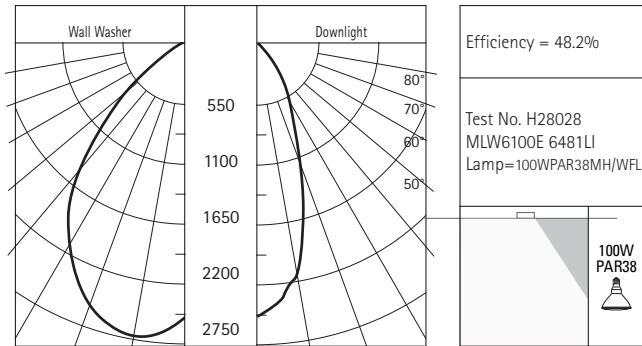 Wall Washer
Downlight
80°
70°
60°
50°
550
1100
1650
2200
2750
Efficiency = 48.2%
Test No. H28028
MLW6100E 6481LI
Lamp=100WPAR38MH/WFL
100W
PAR38